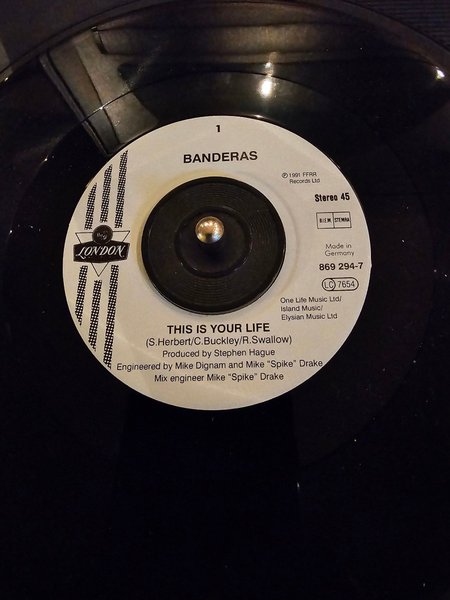 1
BANDERAS
℗ 1991 FFRR
Records Ltd
Stereo 45
BIEM STEMRA
Made in
Germany
869 294-7
LC 7654
LONDON
One Life Music Ltd/
Island Music/
Elysian Music Ltd
THIS IS YOUR LIFE
(S.Herbert/C.Buckley/R.Swallow)
Produced by Stephen Hague
Engineered by Mike Dignam and Mike "Spike" Drake
Mix engineer Mike "Spike" Drake